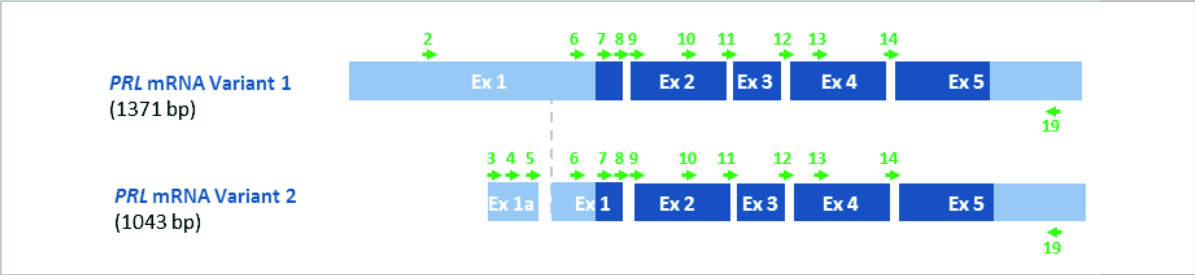 2 6 7 8 9 10 11 12 13 14
PRL mRNA Variant 1
(1371 bp)
Ex 1 Ex 2 Ex 3 Ex 4 Ex 5
19
3 4 5 6 7 8 9 10 11 12 13 14
PRL mRNA Variant 2
(1043 bp)
Ex 1a Ex 1 Ex 2 Ex 3 Ex 4 Ex 5
19